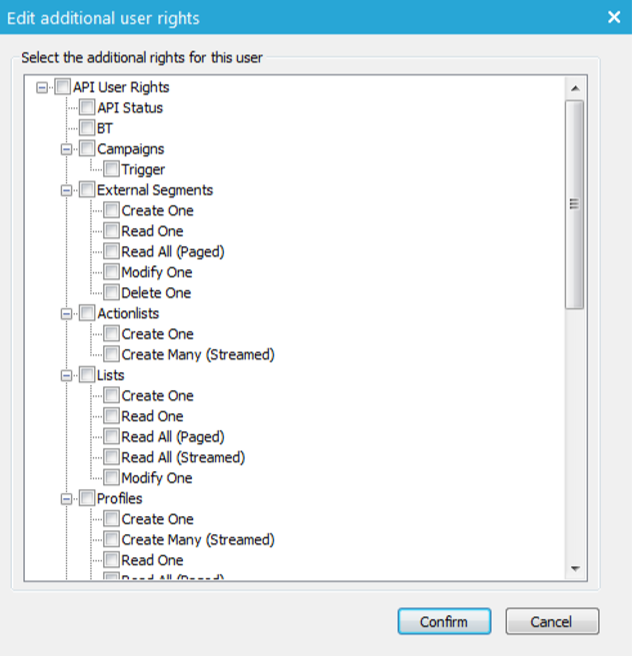 Edit additional user rights
Select the additional rights for this user
API User Rights
API Status
BT
Campaigns
Trigger
External Segments
Create One
Read One
Read All (Paged)
Modify One
Delete One
Actionlists
Create One
Create Many (Streamed)
Lists
Create One
Read One
Read All (Paged)
Read All (Streamed)
Modify One
Profiles
Create One
Create Many (Streamed)
Read One
Read All (Paged)
Confirm
Cancel